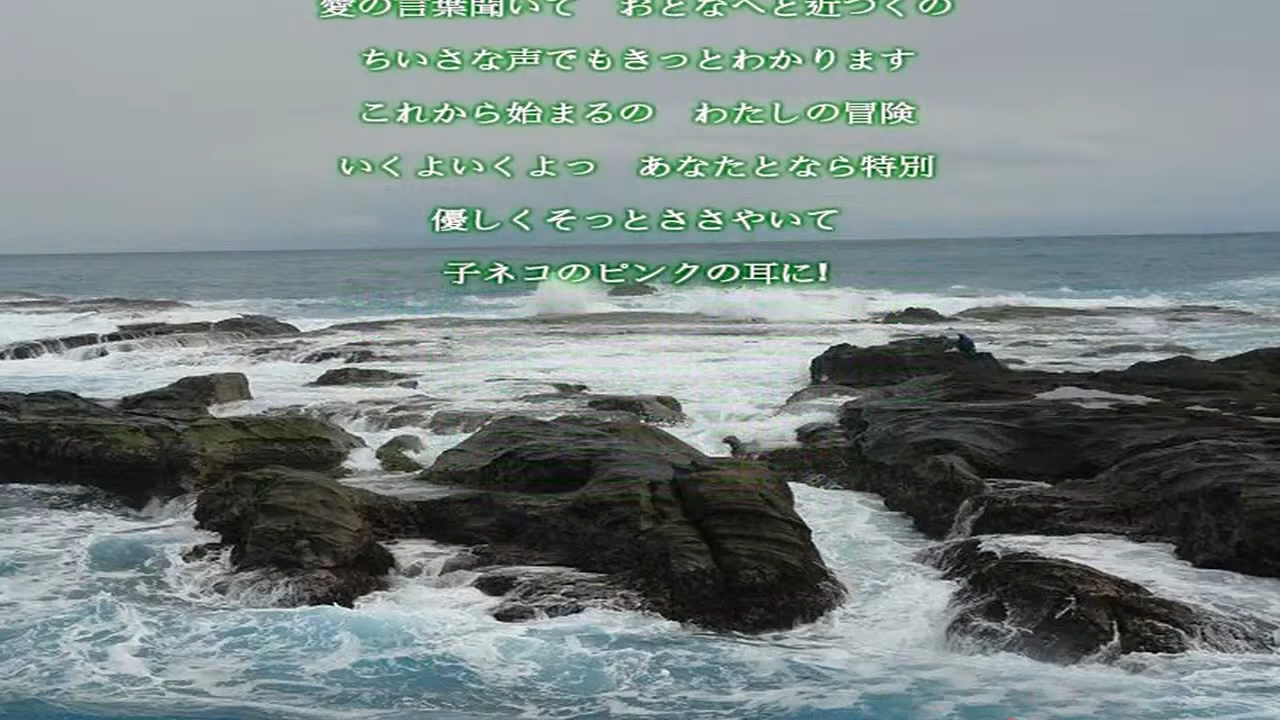 愛の言葉聞いて　おとなへと近づくの
ちいさな声でもきっとわかります
これから始まるの　わたしの冒険
いくよいくよっ　あなたとなら特別
優しくそっとささやいて
子ネコのピンクの耳に!